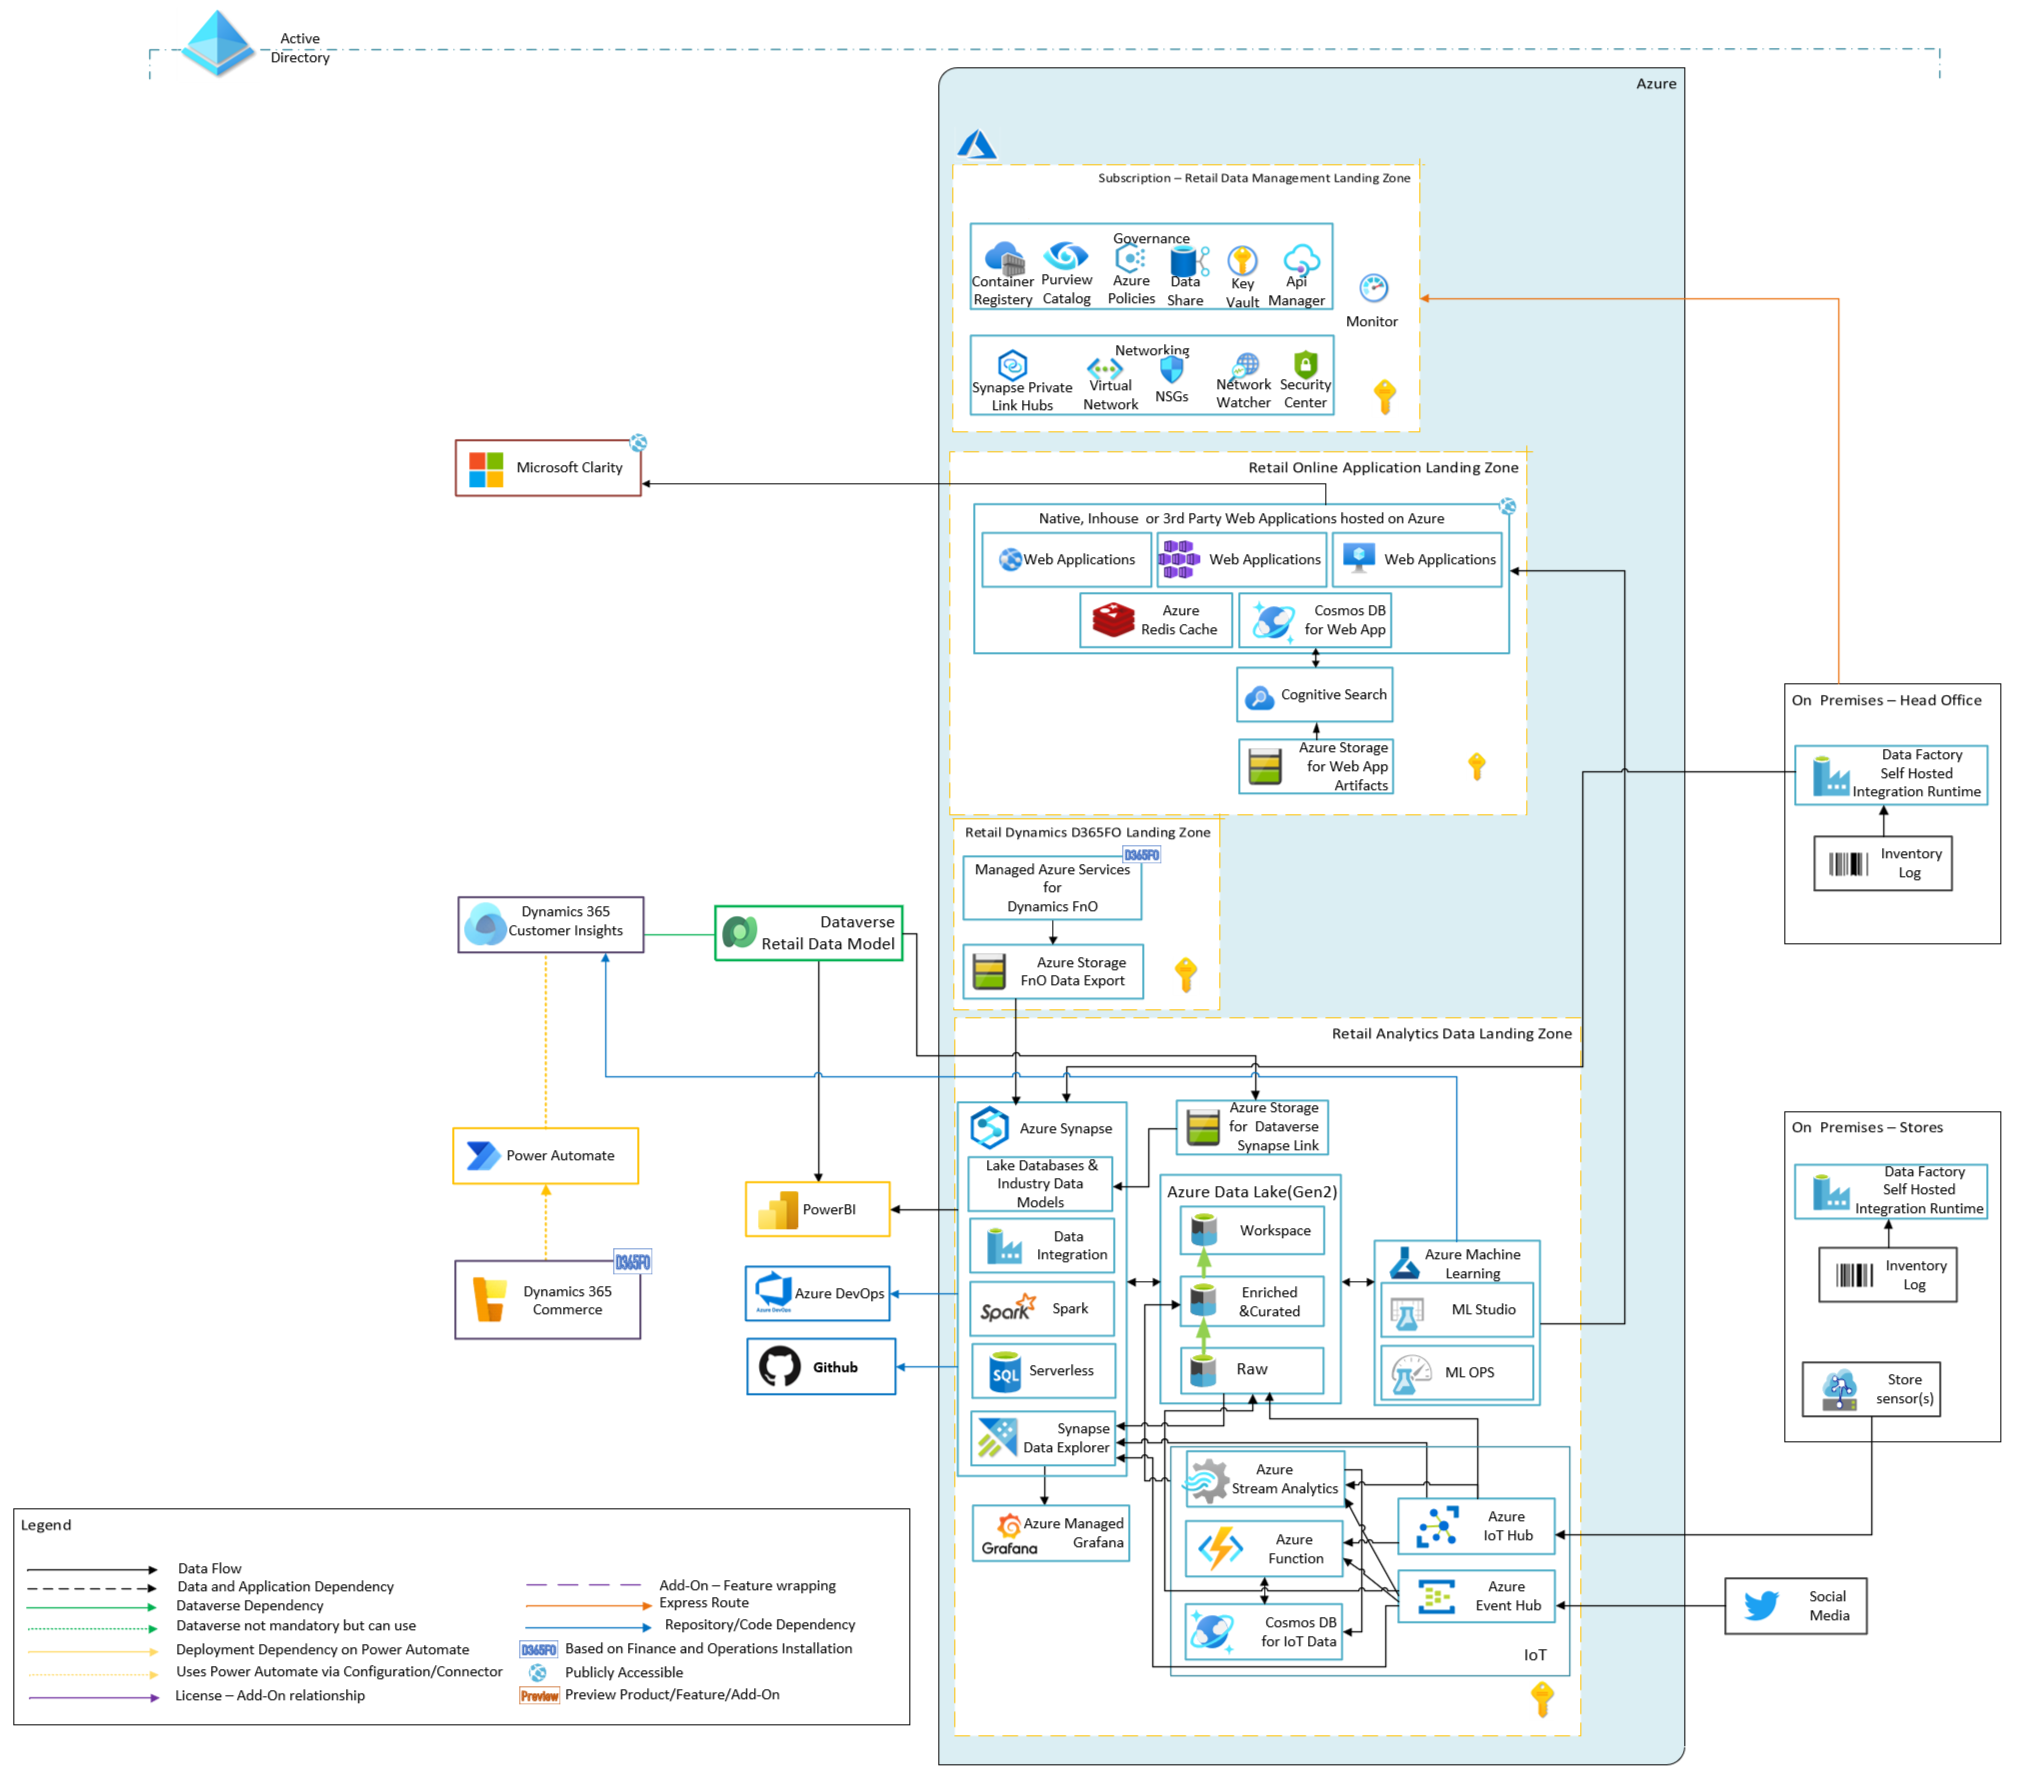 Active
Directory
Azure
Subscription – Retail Data Management Landing Zone
Governance
Container
Registery
Purview
Catalog
Azure
Policies
Data
Share
Key
Vault
Api
Manager
Monitor
Networking
Synapse Private
Link Hubs
Virtual
Network
NSGs
Network
Watcher
Security
Center
Microsoft Clarity
Retail Online Application Landing Zone
Native, Inhouse or 3rd Party Web Applications hosted on Azure
Web Applications
Web Applications
Web Applications
Azure
Redis Cache
Cosmos DB
for Web App
Cognitive Search
Azure Storage
for Web App
Artifacts
On Premises – Head Office
Data Factory
Self Hosted
Integration Runtime
Inventory
Log
Retail Dynamics D365FO Landing Zone
D365FO
Managed Azure Services
for
Dynamics FnO
Azure Storage
FnO Data Export
Dynamics 365
Customer Insights
Dataverse
Retail Data Model
Retail Analytics Data Landing Zone
Azure Synapse
Lake Databases &
Industry Data
Models
Data
Integration
Spark
Spark
SQL
Serverless
Synapse
Data Explorer
Azure Storage
for Dataverse
Synapse Link
Azure Data Lake(Gen2)
Workspace
Enriched
&Curated
Raw
Azure Machine
Learning
ML Studio
ML OPS
Power Automate
PowerBI
D365FO
Dynamics 365
Commerce
Azure DevOps
Azure DevOps
Github
On Premises – Stores
Data Factory
Self Hosted
Integration Runtime
Inventory
Log
Store
sensor(s)
Azure Managed
Grafana
Grafana
Azure
Stream Analytics
Azure
Function
Cosmos DB
for IoT Data
Azure
IoT Hub
Azure
Event Hub
IoT
Social
Media
Legend
Data Flow
Data and Application Dependency
Dataverse Dependency
Dataverse not mandatory but can use
Deployment Dependency on Power Automate
Uses Power Automate via Configuration/Connector
License – Add-On relationship
Add-On – Feature wrapping
Express Route
Repository/Code Dependency
D365FO
Based on Finance and Operations Installation
Publicly Accessible
Preview
Preview Product/Feature/Add-On